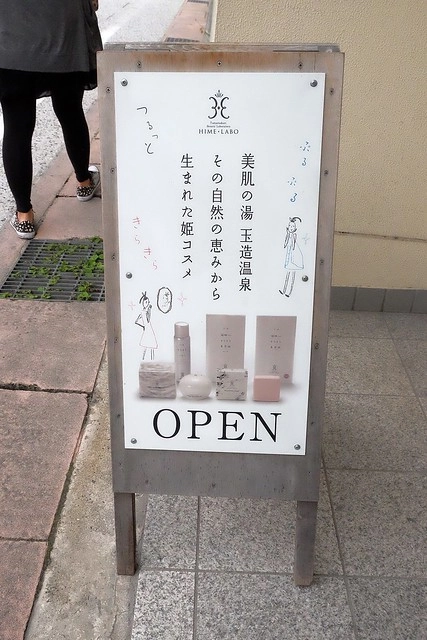 HIME・LABO
つるっと
美肌の湯 玉造温泉
その自然の恵みから
生まれた姫コスメ
ぷる
ぷる
きら
きら
OPEN